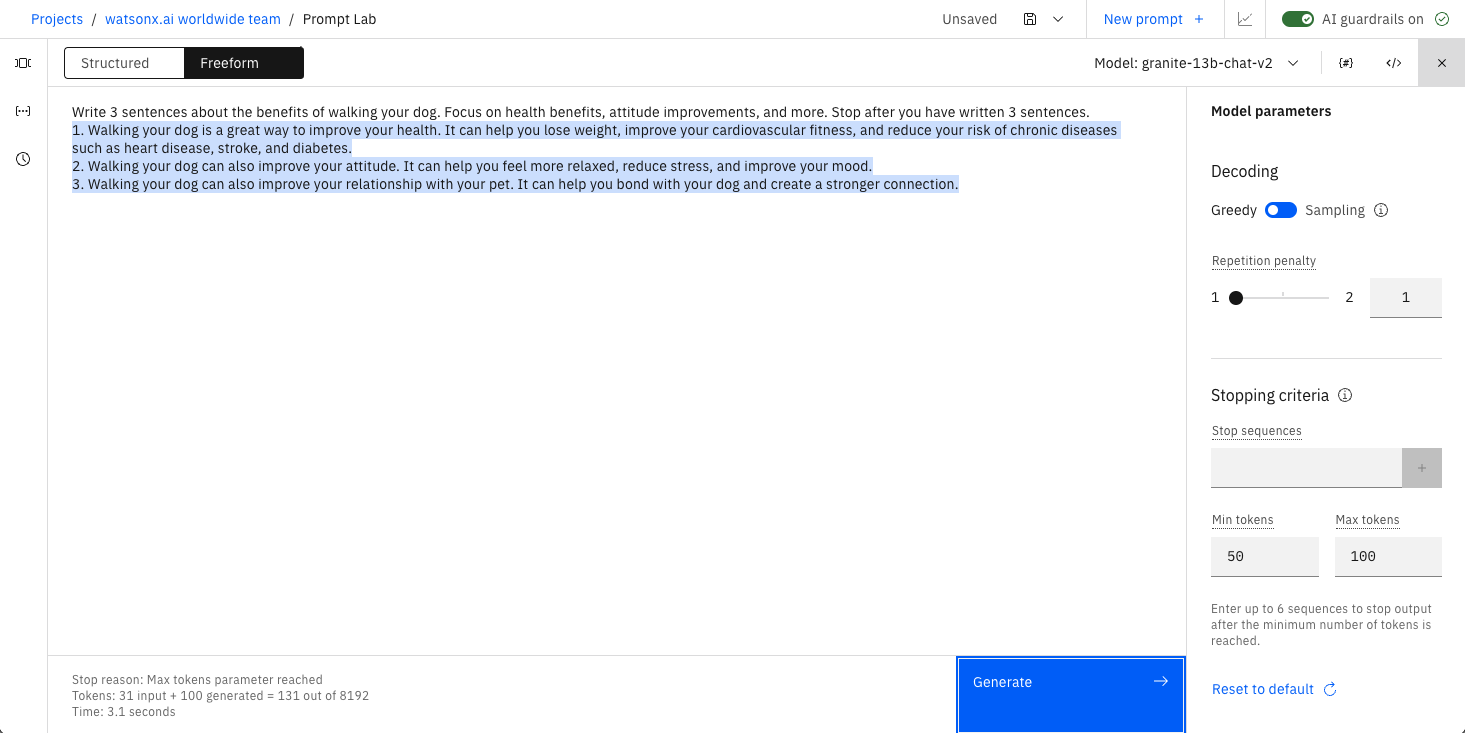 Projects / watsonx.ai worldwide team / Prompt Lab
Unsaved
New prompt +
AI guardrails on
Structured
Freeform
Model: granite-13b-chat-v2
{#}
</>
Write 3 sentences about the benefits of walking your dog. Focus on health benefits, attitude improvements, and more. Stop after you have written 3 sentences.
1. Walking your dog is a great way to improve your health. It can help you lose weight, improve your cardiovascular fitness, and reduce your risk of chronic diseases
such as heart disease, stroke, and diabetes.
2. Walking your dog can also improve your attitude. It can help you feel more relaxed, reduce stress, and improve your mood.
3. Walking your dog can also improve your relationship with your pet. It can help you bond with your dog and create a stronger connection.
Stop reason: Max tokens parameter reached
Tokens: 31 input + 100 generated = 131 out of 8192
Time: 3.1 seconds
Generate
Model parameters
Decoding
Greedy Sampling
Repetition penalty
1 2 1
Stopping criteria
Stop sequences
+
Min tokens Max tokens
50 100
Enter up to 6 sequences to stop output
after the minimum number of tokens is
reached.
Reset to default